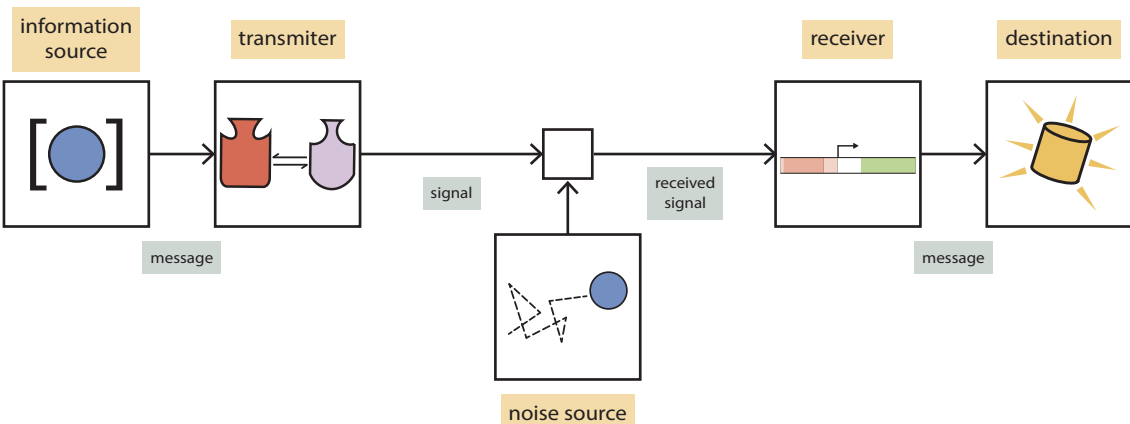 information
source
transmiter
receiver
destination
signal
received
signal
message
message
noise source